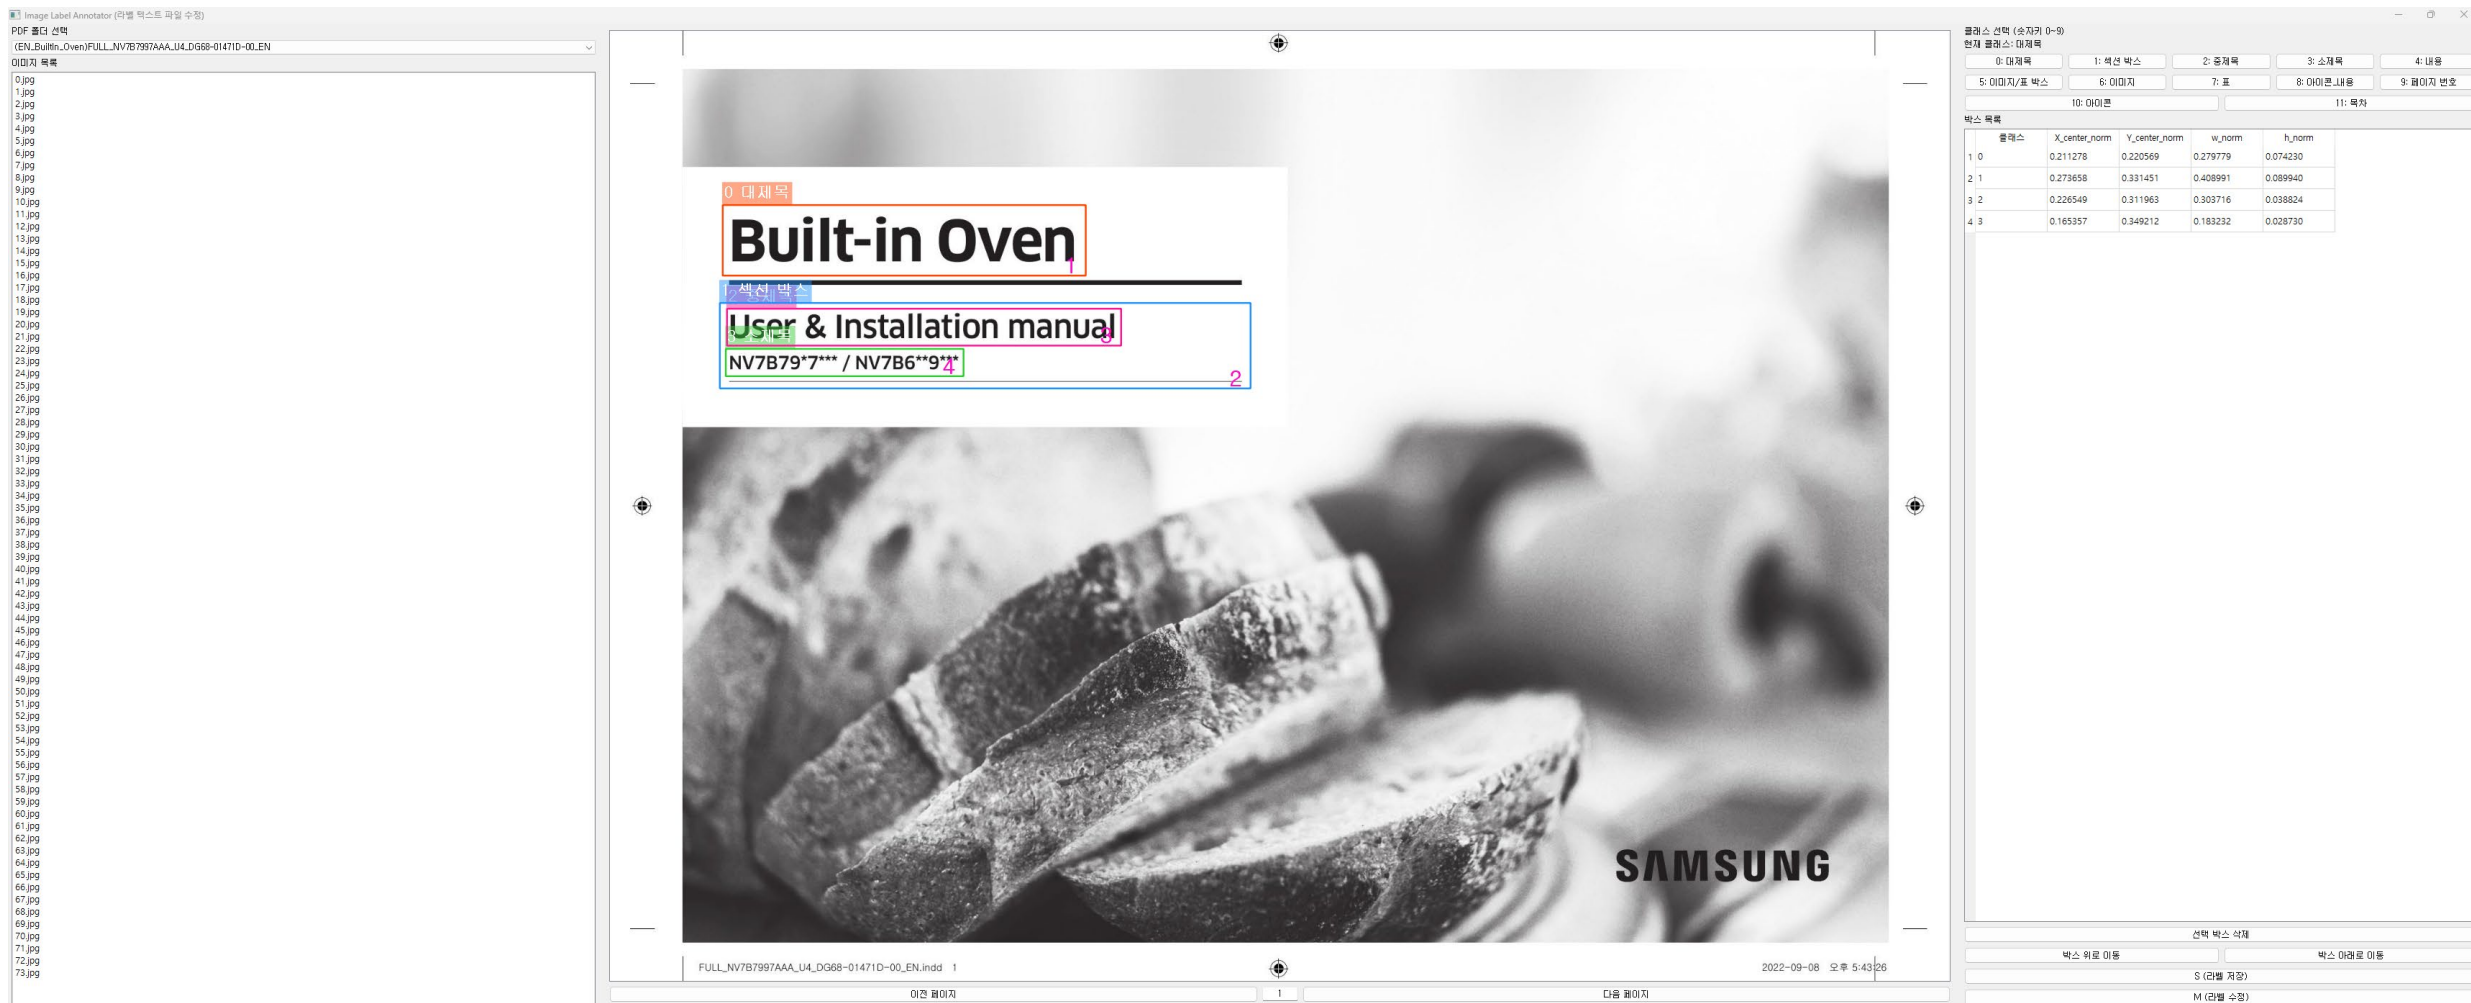 Image Label Annotator (라벨 텍스트 파일 수정)
PDF 폴더 선택
(EN_BuiltIn_Oven)FULL_NV7B7997AAA_U4_DG68-01471D-00_EN
이미지 목록
0.jpg
1.jpg
2.jpg
3.jpg
4.jpg
5.jpg
6.jpg
7.jpg
8.jpg
9.jpg
10.jpg
11.jpg
12.jpg
13.jpg
14.jpg
15.jpg
16.jpg
17.jpg
18.jpg
19.jpg
20.jpg
21.jpg
22.jpg
23.jpg
24.jpg
25.jpg
26.jpg
27.jpg
28.jpg
29.jpg
30.jpg
31.jpg
32.jpg
33.jpg
34.jpg
35.jpg
36.jpg
37.jpg
38.jpg
39.jpg
40.jpg
41.jpg
42.jpg
43.jpg
44.jpg
45.jpg
46.jpg
47.jpg
48.jpg
49.jpg
50.jpg
51.jpg
52.jpg
53.jpg
54.jpg
55.jpg
56.jpg
57.jpg
58.jpg
59.jpg
60.jpg
61.jpg
62.jpg
63.jpg
64.jpg
65.jpg
66.jpg
67.jpg
68.jpg
69.jpg
70.jpg
71.jpg
72.jpg
73.jpg
0 대제목
Built-in Oven
1
1 섹션 박스
User & Installation manual
3
3 소제목
NV7B79*7*** / NV7B6**9***
4
2
SAMSUNG
FULL_NV7B7997AAA_U4_DG68-01471D-00_EN.indd 1
2022-09-08 오후 5:43:26
이전 페이지 1 다음 페이지
클래스 선택 (숫자키 0~9)
현재 클래스: 대제목
0: 대제목 1: 섹션 박스 2: 중제목 3: 소제목 4: 내용
5: 이미지/표 박스 6: 이미지 7: 표 8: 아이콘_내용 9: 페이지 번호
10: 아이콘 11: 목차
박스 목록
클래스 X_center_norm Y_center_norm w_norm h_norm
1 0 0.211278 0.220569 0.279779 0.074230
2 1 0.273658 0.331451 0.408991 0.089940
3 2 0.226549 0.311963 0.303716 0.038824
4 3 0.165357 0.349212 0.183232 0.028730
선택 박스 삭제
박스 위로 이동 박스 아래로 이동
S (라벨 저장)
M (라벨 수정)